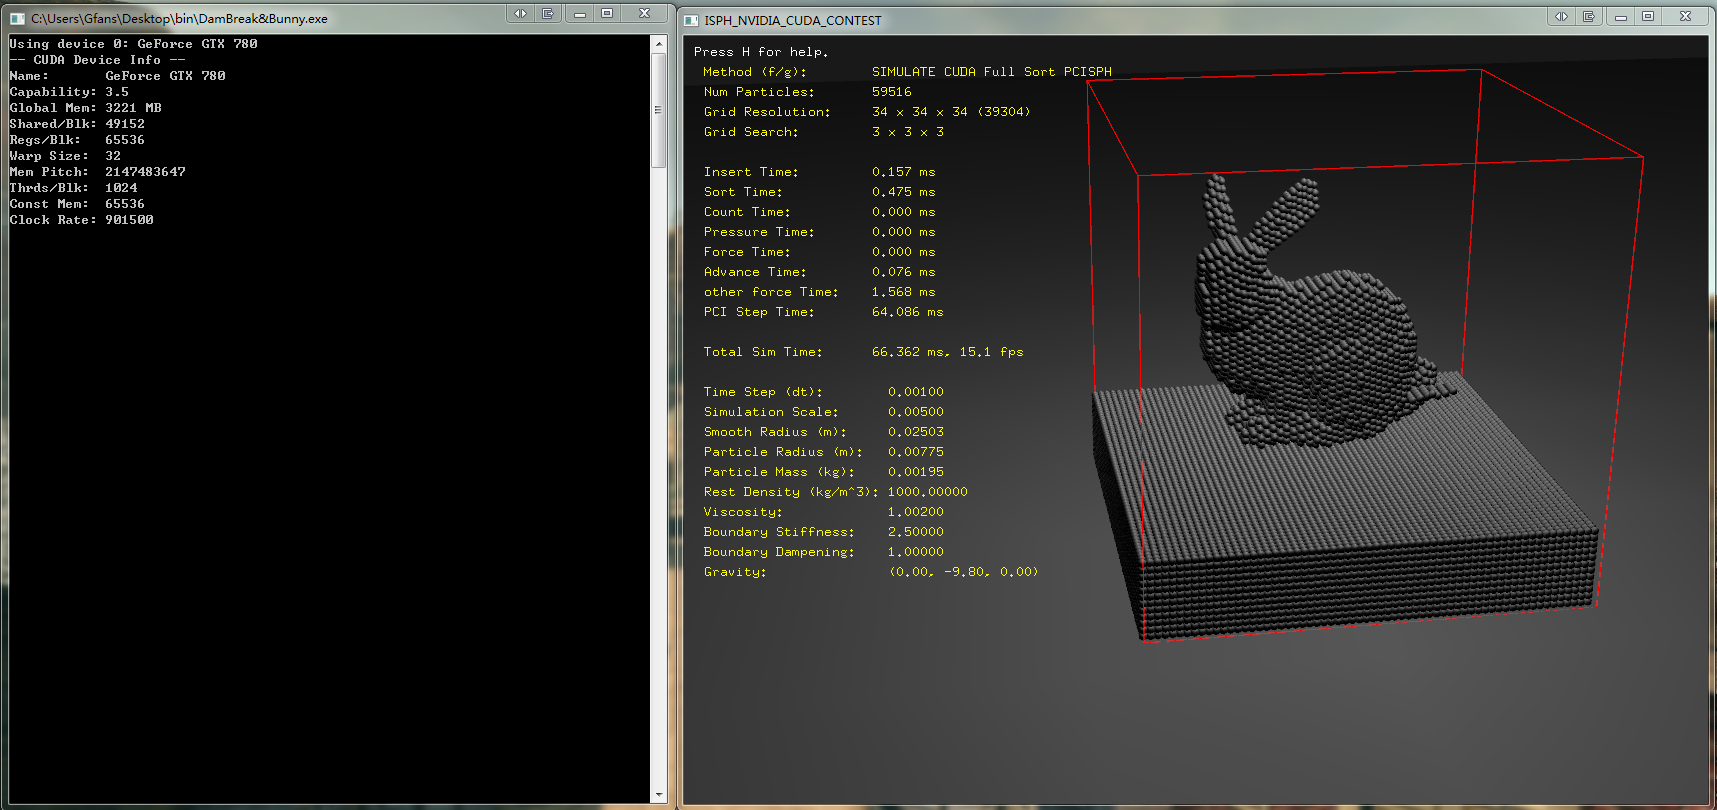 C:\Users\Gfans\Desktop\bin\DamBreak&Bunny.exe
Using device 0: GeForce GTX 780
-- CUDA Device Info --
Name: GeForce GTX 780
Capability: 3.5
Global Mem: 3221 MB
Shared/Blk: 49152
Regs/Blk: 65536
Warp Size: 32
Mem Pitch: 2147483647
Thrds/Blk: 1024
Const Mem: 65536
Clock Rate: 901500
ISPH_NVIDIA_CUDA_CONTEST
Press H for help.
Method (f/g): SIMULATE CUDA Full Sort PCISPH
Num Particles: 59516
Grid Resolution: 34 x 34 x 34 (39304)
Grid Search: 3 x 3 x 3
Insert Time: 0.157 ms
Sort Time: 0.475 ms
Count Time: 0.000 ms
Pressure Time: 0.000 ms
Force Time: 0.000 ms
Advance Time: 0.076 ms
other force Time: 1.568 ms
PCI Step Time: 64.086 ms
Total Sim Time: 66.362 ms, 15.1 fps
Time Step (dt): 0.00100
Simulation Scale: 0.00500
Smooth Radius (m): 0.02503
Particle Radius (m): 0.00775
Particle Mass (kg): 0.00195
Rest Density (kg/m^3): 1000.00000
Viscosity: 1.00200
Boundary Stiffness: 2.50000
Boundary Dampening: 1.00000
Gravity: (0.00, -9.80, 0.00)